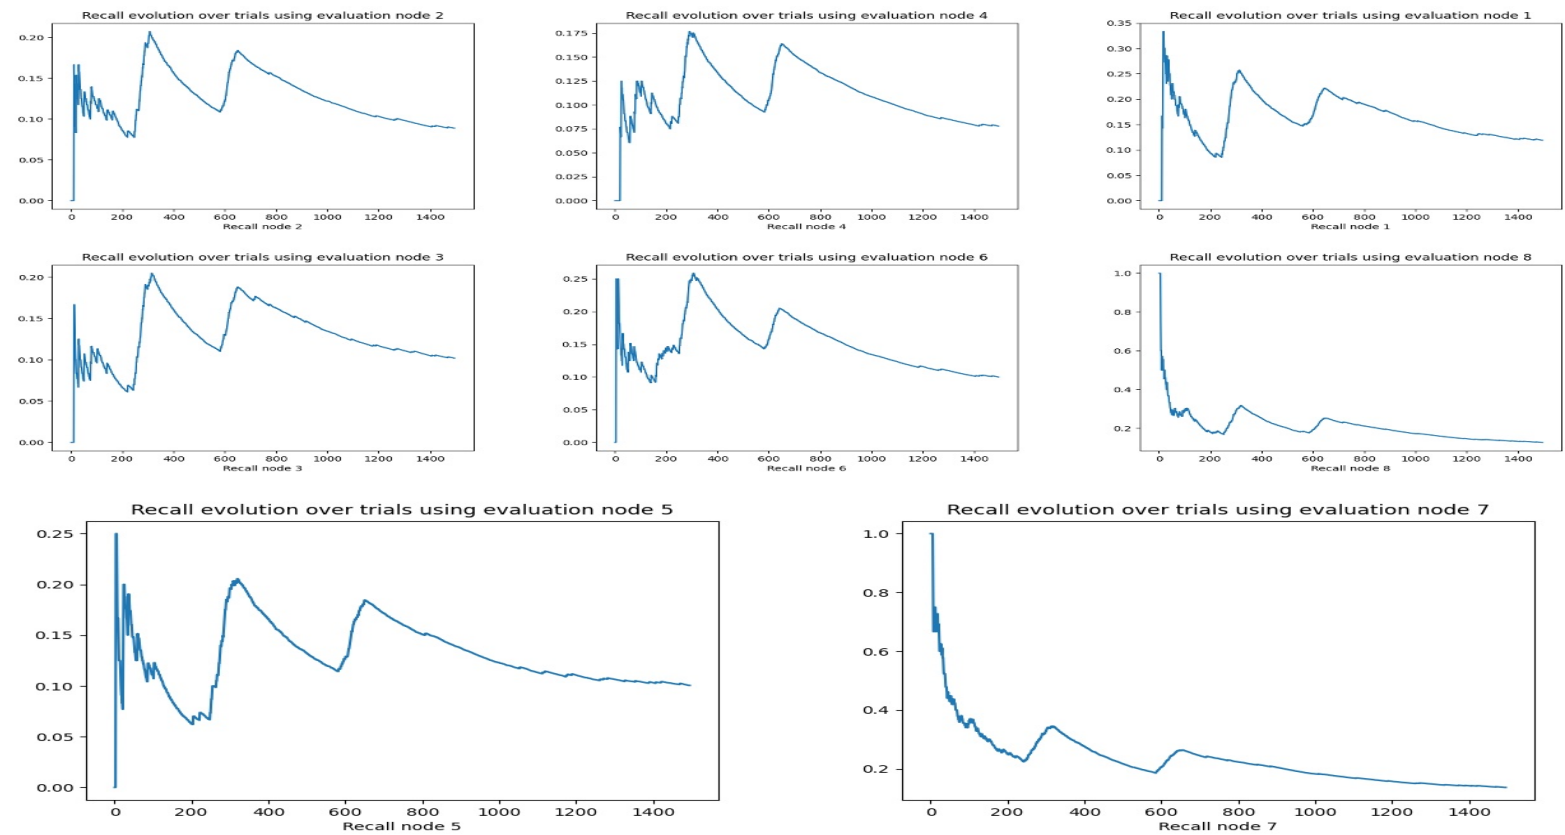 Recall evolution over trials using evaluation node 2
0.20
0.15
0.10
0.05
0.00
0 200 400 600 800 1000 1200 1400
Recall node 2
Recall evolution over trials using evaluation node 4
0.175
0.150
0.125
0.100
0.075
0.050
0.025
0.000
0 200 400 600 800 1000 1200 1400
Recall node 4
Recall evolution over trials using evaluation node 1
0.35
0.30
0.25
0.20
0.15
0.10
0.05
0.00
0 200 400 600 800 1000 1200 1400
Recall node 1
Recall evolution over trials using evaluation node 3
0.20
0.15
0.10
0.05
0.00
0 200 400 600 800 1000 1200 1400
Recall node 3
Recall evolution over trials using evaluation node 6
0.25
0.20
0.15
0.10
0.05
0.00
0 200 400 600 800 1000 1200 1400
Recall node 6
Recall evolution over trials using evaluation node 8
1.0
0.8
0.6
0.4
0.2
0 200 400 600 800 1000 1200 1400
Recall node 8
Recall evolution over trials using evaluation node 5
0.25
0.20
0.15
0.10
0.05
0.00
0 200 400 600 800 1000 1200 1400
Recall node 5
Recall evolution over trials using evaluation node 7
1.0
0.8
0.6
0.4
0.2
0 200 400 600 800 1000 1200 1400
Recall node 7